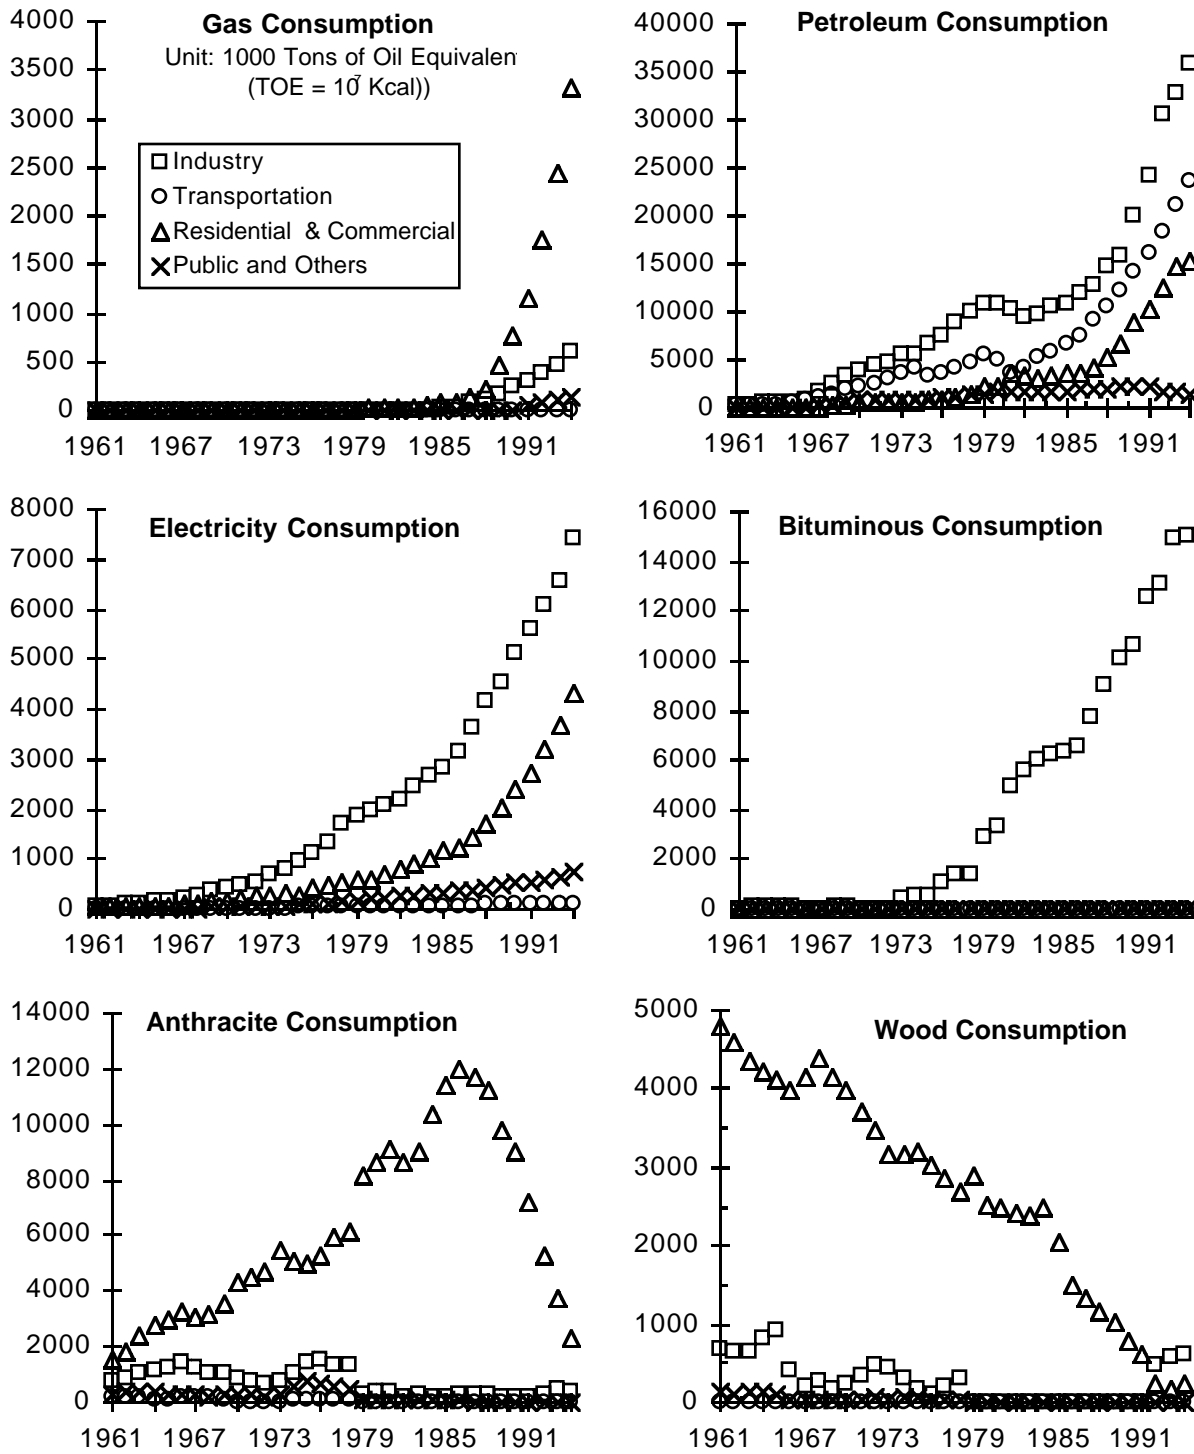 Gas Consumption
Unit: 1000 Tons of Oil Equivalen
(TOE = 10^7 Kcal))
4000
3500
3000
2500
2000
1500
1000
500
0
Industry
Transportation
Residential & Commercial
Public and Others
1961 1967 1973 1979 1985 1991
Petroleum Consumption
40000
35000
30000
25000
20000
15000
10000
5000
0
1961 1967 1973 1979 1985 1991
Electricity Consumption
8000
7000
6000
5000
4000
3000
2000
1000
0
1961 1967 1973 1979 1985 1991
Bituminous Consumption
16000
14000
12000
10000
8000
6000
4000
2000
0
1961 1967 1973 1979 1985 1991
Anthracite Consumption
14000
12000
10000
8000
6000
4000
2000
0
1961 1967 1973 1979 1985 1991
Wood Consumption
5000
4000
3000
2000
1000
0
1961 1967 1973 1979 1985 1991